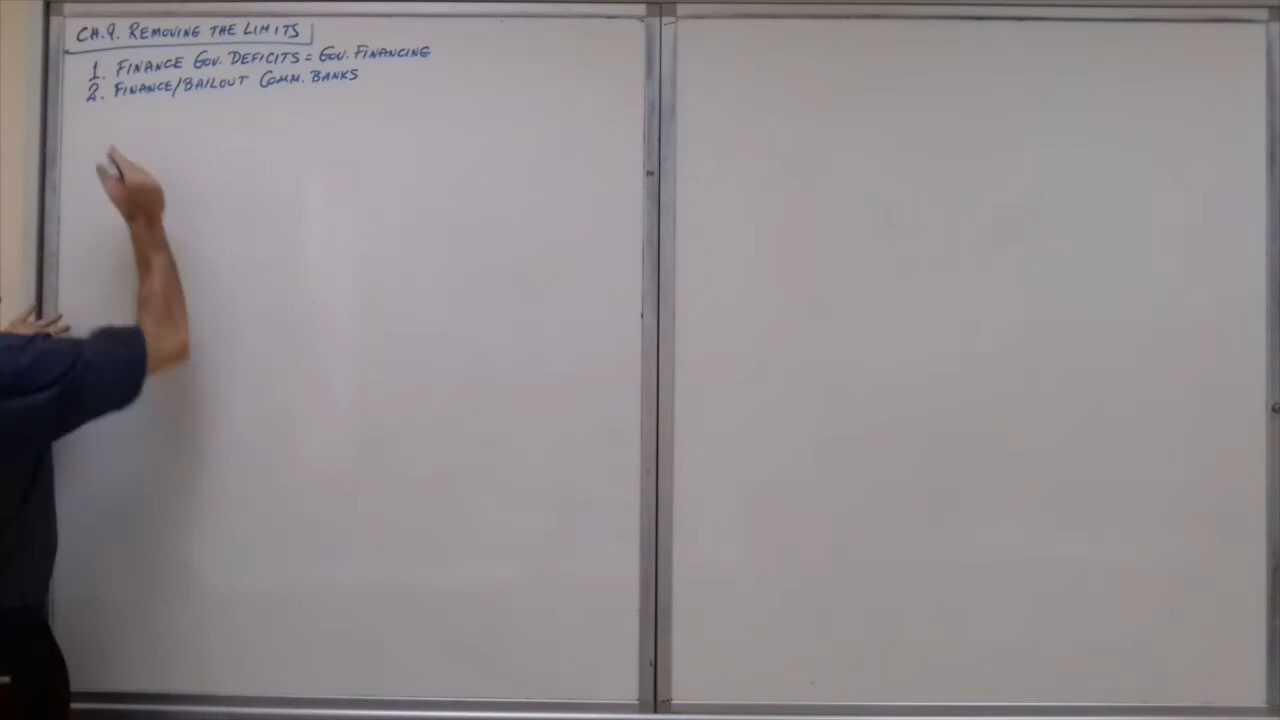 CH.9. REMOVING THE LIMITS
1. FINANCE GOV. DEFICITS = GOV. FINANCING
2. FINANCE/BAILOUT COMM. BANKS